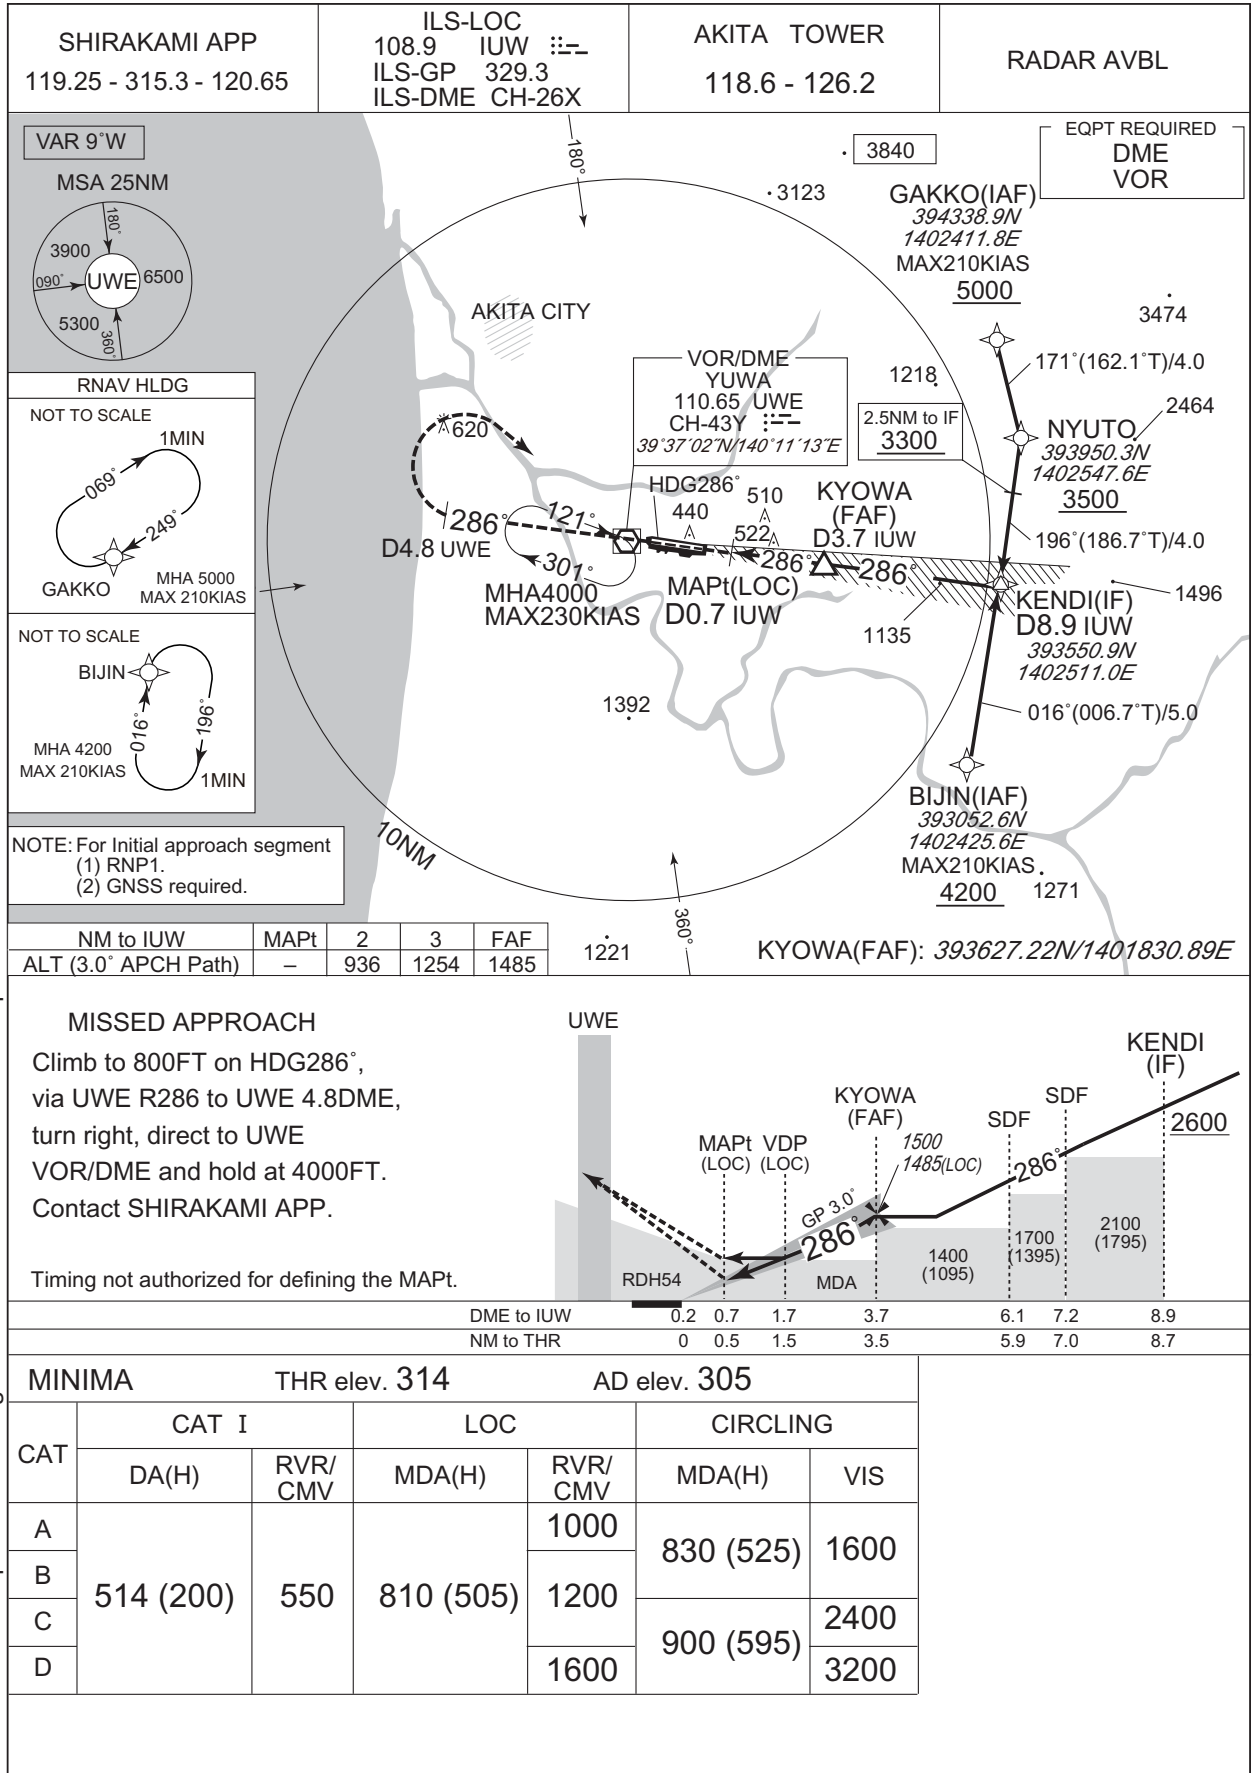 SHIRAKAMI APP
119.25 - 315.3 - 120.65
ILS-LOC
108.9 IUW
ILS-GP 329.3
ILS-DME CH-26X
AKITA TOWER
118.6 - 126.2
RADAR AVBL
VAR 9°W
MSA 25NM
180°
3900
090°
UWE
6500
5300
360°
RNAV HLDG
NOT TO SCALE
1MIN
069°
249°
GAKKO
MHA 5000
MAX 210KIAS
NOT TO SCALE
BIJIN
016°
196°
MHA 4200
MAX 210KIAS
1MIN
NOTE: For Initial approach segment
(1) RNP1.
(2) GNSS required.
180°
3840
3123
EQPT REQUIRED
DME
VOR
GAKKO(IAF)
394338.9N
1402411.8E
MAX210KIAS
5000
3474
AKITA CITY
171°(162.1°T)/4.0
VOR/DME
YUWA
110.65 UWE
CH-43Y
39°37´02˝N/140°11´13˝E
1218
2464
2.5NM to IF
3300
NYUTO
393950.3N
1402547.6E
3500
620
HDG286°
440
510
522
KYOWA
(FAF)
D3.7 IUW
196°(186.7°T)/4.0
286°
D4.8 UWE
121°
301°
MHA4000
MAX230KIAS
286°
286°
MAPt(LOC)
D0.7 IUW
1135
KENDI(IF)
D8.9 IUW
393550.9N
1402511.0E
1496
1392
016°(006.7°T)/5.0
BIJIN(IAF)
393052.6N
1402425.6E
MAX210KIAS
4200
1271
10NM
360°
1221
KYOWA(FAF): 393627.22N/1401830.89E
NM to IUW MAPt 2 3 FAF
ALT (3.0° APCH Path) – 936 1254 1485
MISSED APPROACH
Climb to 800FT on HDG286°,
via UWE R286 to UWE 4.8DME,
turn right, direct to UWE
VOR/DME and hold at 4000FT.
Contact SHIRAKAMI APP.
Timing not authorized for defining the MAPt.
UWE
KENDI
(IF)
2600
SDF
SDF
KYOWA
(FAF)
1500
1485(LOC)
MAPt
(LOC)
VDP
(LOC)
286°
GP 3.0°
286°
RDH54
MDA
1400
(1095)
1700
(1395)
2100
(1795)
DME to IUW 0.2 0.7 1.7 3.7 6.1 7.2 8.9
NM to THR 0 0.5 1.5 3.5 5.9 7.0 8.7
MINIMA THR elev. 314 AD elev. 305
CAT
CAT I LOC CIRCLING
DA(H) RVR/CMV MDA(H) RVR/CMV MDA(H) VIS
A
B
C
D
514 (200)
550
810 (505)
1000
1200
1600
830 (525)
900 (595)
1600
2400
3200